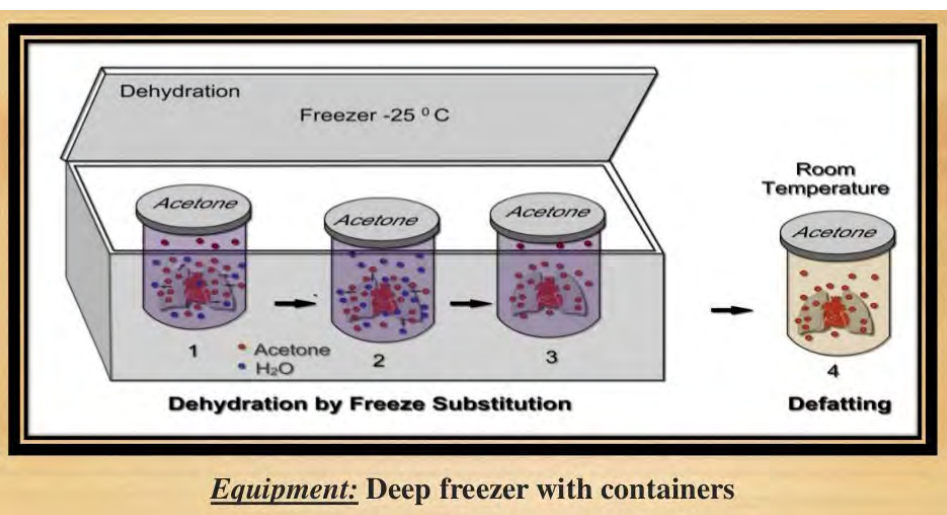 Dehydration
Freezer -25 ⁰ C
Room
Temperature
Acetone
Acetone
Acetone
Acetone
1
2
3
4
Acetone
H₂O
Dehydration by Freeze Substitution
Defatting
Equipment: Deep freezer with containers